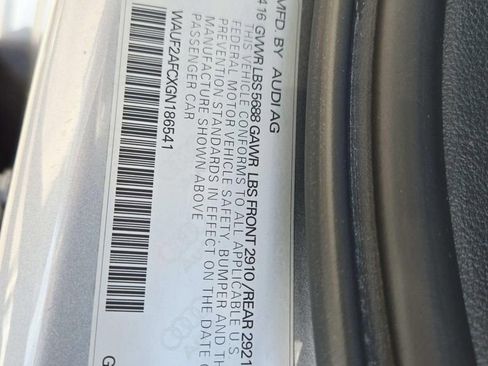 MFD. BY AUDI AG
4 16 GVWR LBS 5688 GAWR LBS FRONT 2910/REAR 2921
THIS VEHICLE CONFORMS TO ALL APPLICABLE U S
FEDERAL MOTOR VEHICLE SAFETY, BUMPER AND TH
PREVENTION STANDARDS IN EFFECT ON THE DATE O
MANUFACTURE SHOWN ABOVE
PASSENGER CAR
WAUF2AFCXGN186541
G